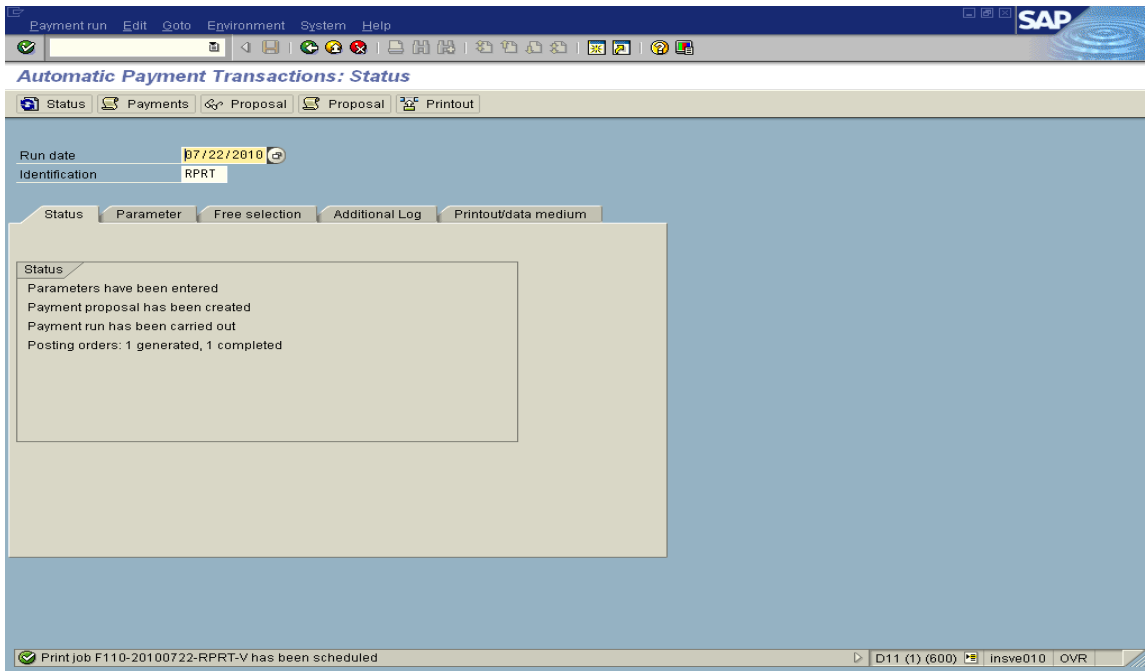 Payment run Edit Goto Environment System Help
SAP
Automatic Payment Transactions: Status
Status Payments Proposal Proposal Printout
Run date 07/22/2010
Identification RPRT
Status Parameter Free selection Additional Log Printout/data medium
Status
Parameters have been entered
Payment proposal has been created
Payment run has been carried out
Posting orders: 1 generated, 1 completed
Print job F110-20100722-RPRT-V has been scheduled D11 (1) (600) insve010 OVR